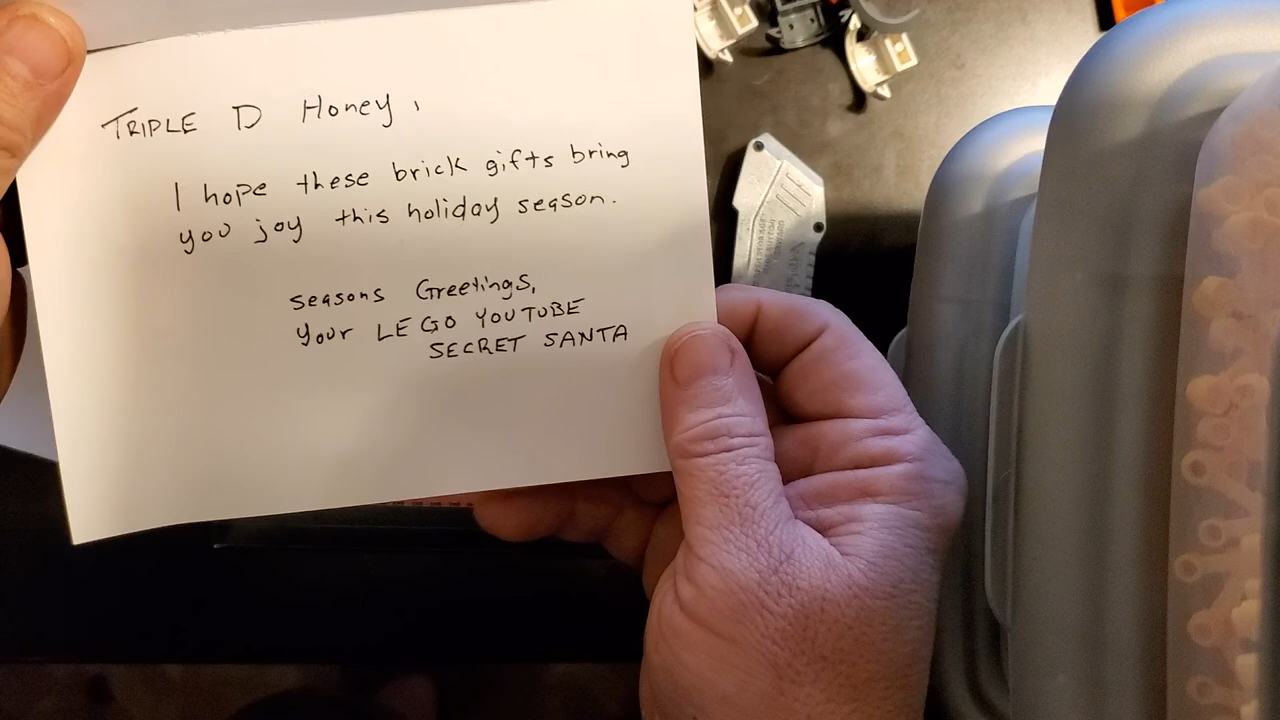 TRIPLE D Honey,
I hope these brick gifts bring
you joy this holiday season.
seasons Greetings,
your LEGO YOUTUBE
SECRET SANTA